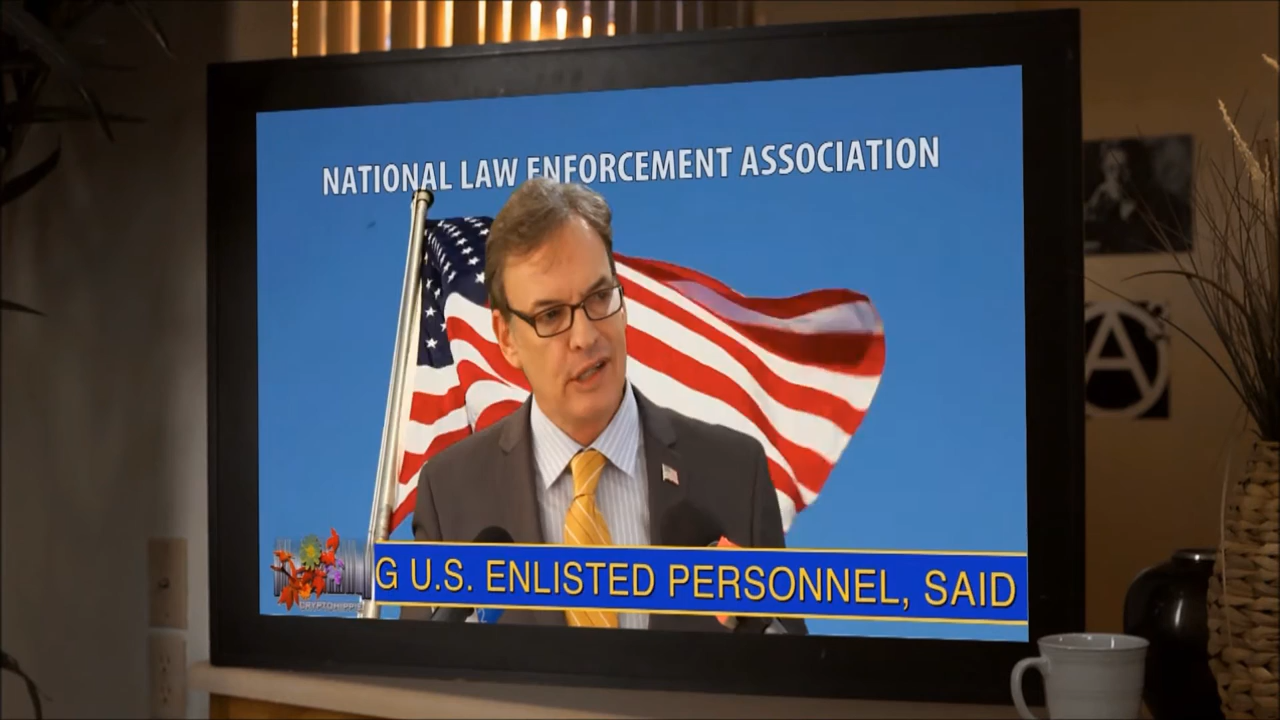 NATIONAL LAW ENFORCEMENT ASSOCIATION
G U.S. ENLISTED PERSONNEL, SAID
CRYPTOHIPPIE
A